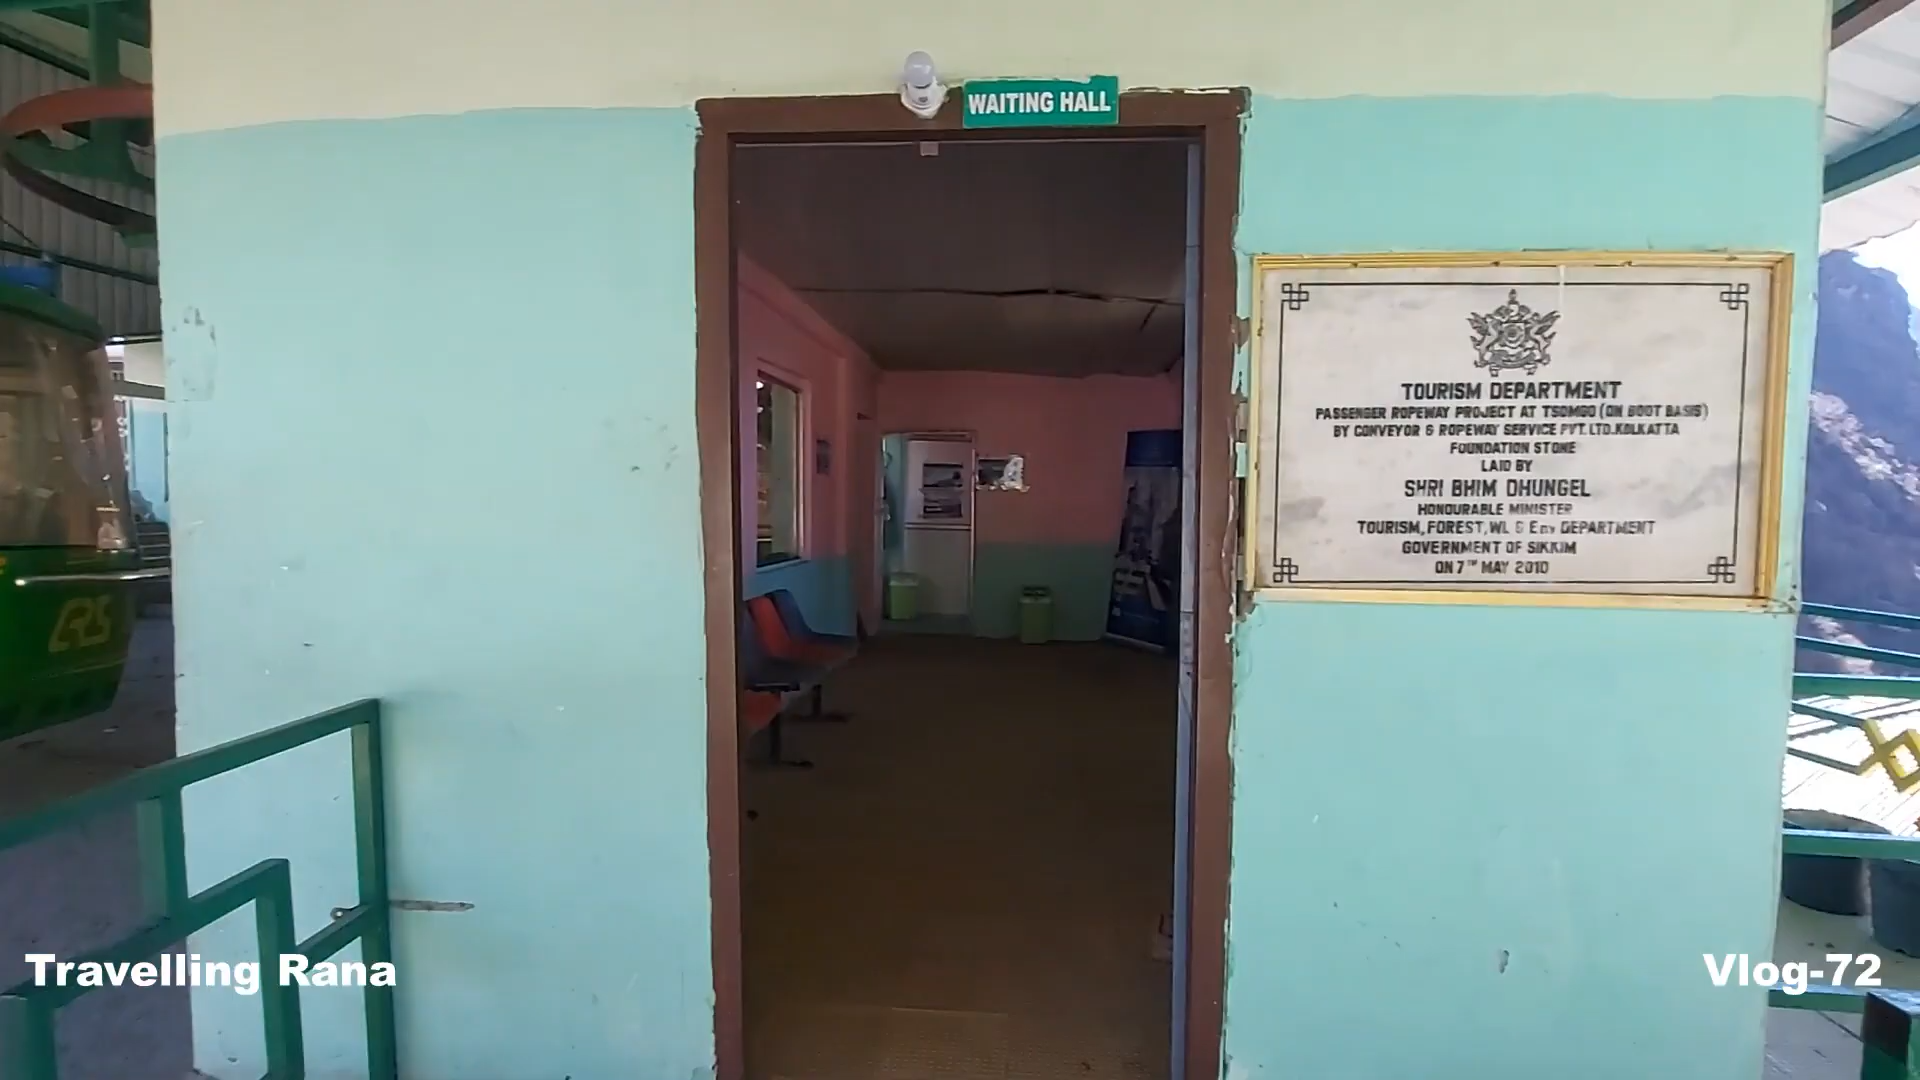 WAITING HALL
TOURISM DEPARTMENT
PASSENGER ROPEWAY PROJECT AT TSOMGO (ON BOOT BASIS)
BY CONVEYOR & ROPEWAY SERVICE PVT. LTD. KOLKATTA
FOUNDATION STONE
LAID BY
SHRI BHIM DHUNGEL
HONOURABLE MINISTER
TOURISM, FOREST, WL & Env DEPARTMENT
GOVERNMENT OF SIKKIM
ON 7TH MAY 2010
CRS
Travelling Rana
Vlog-72